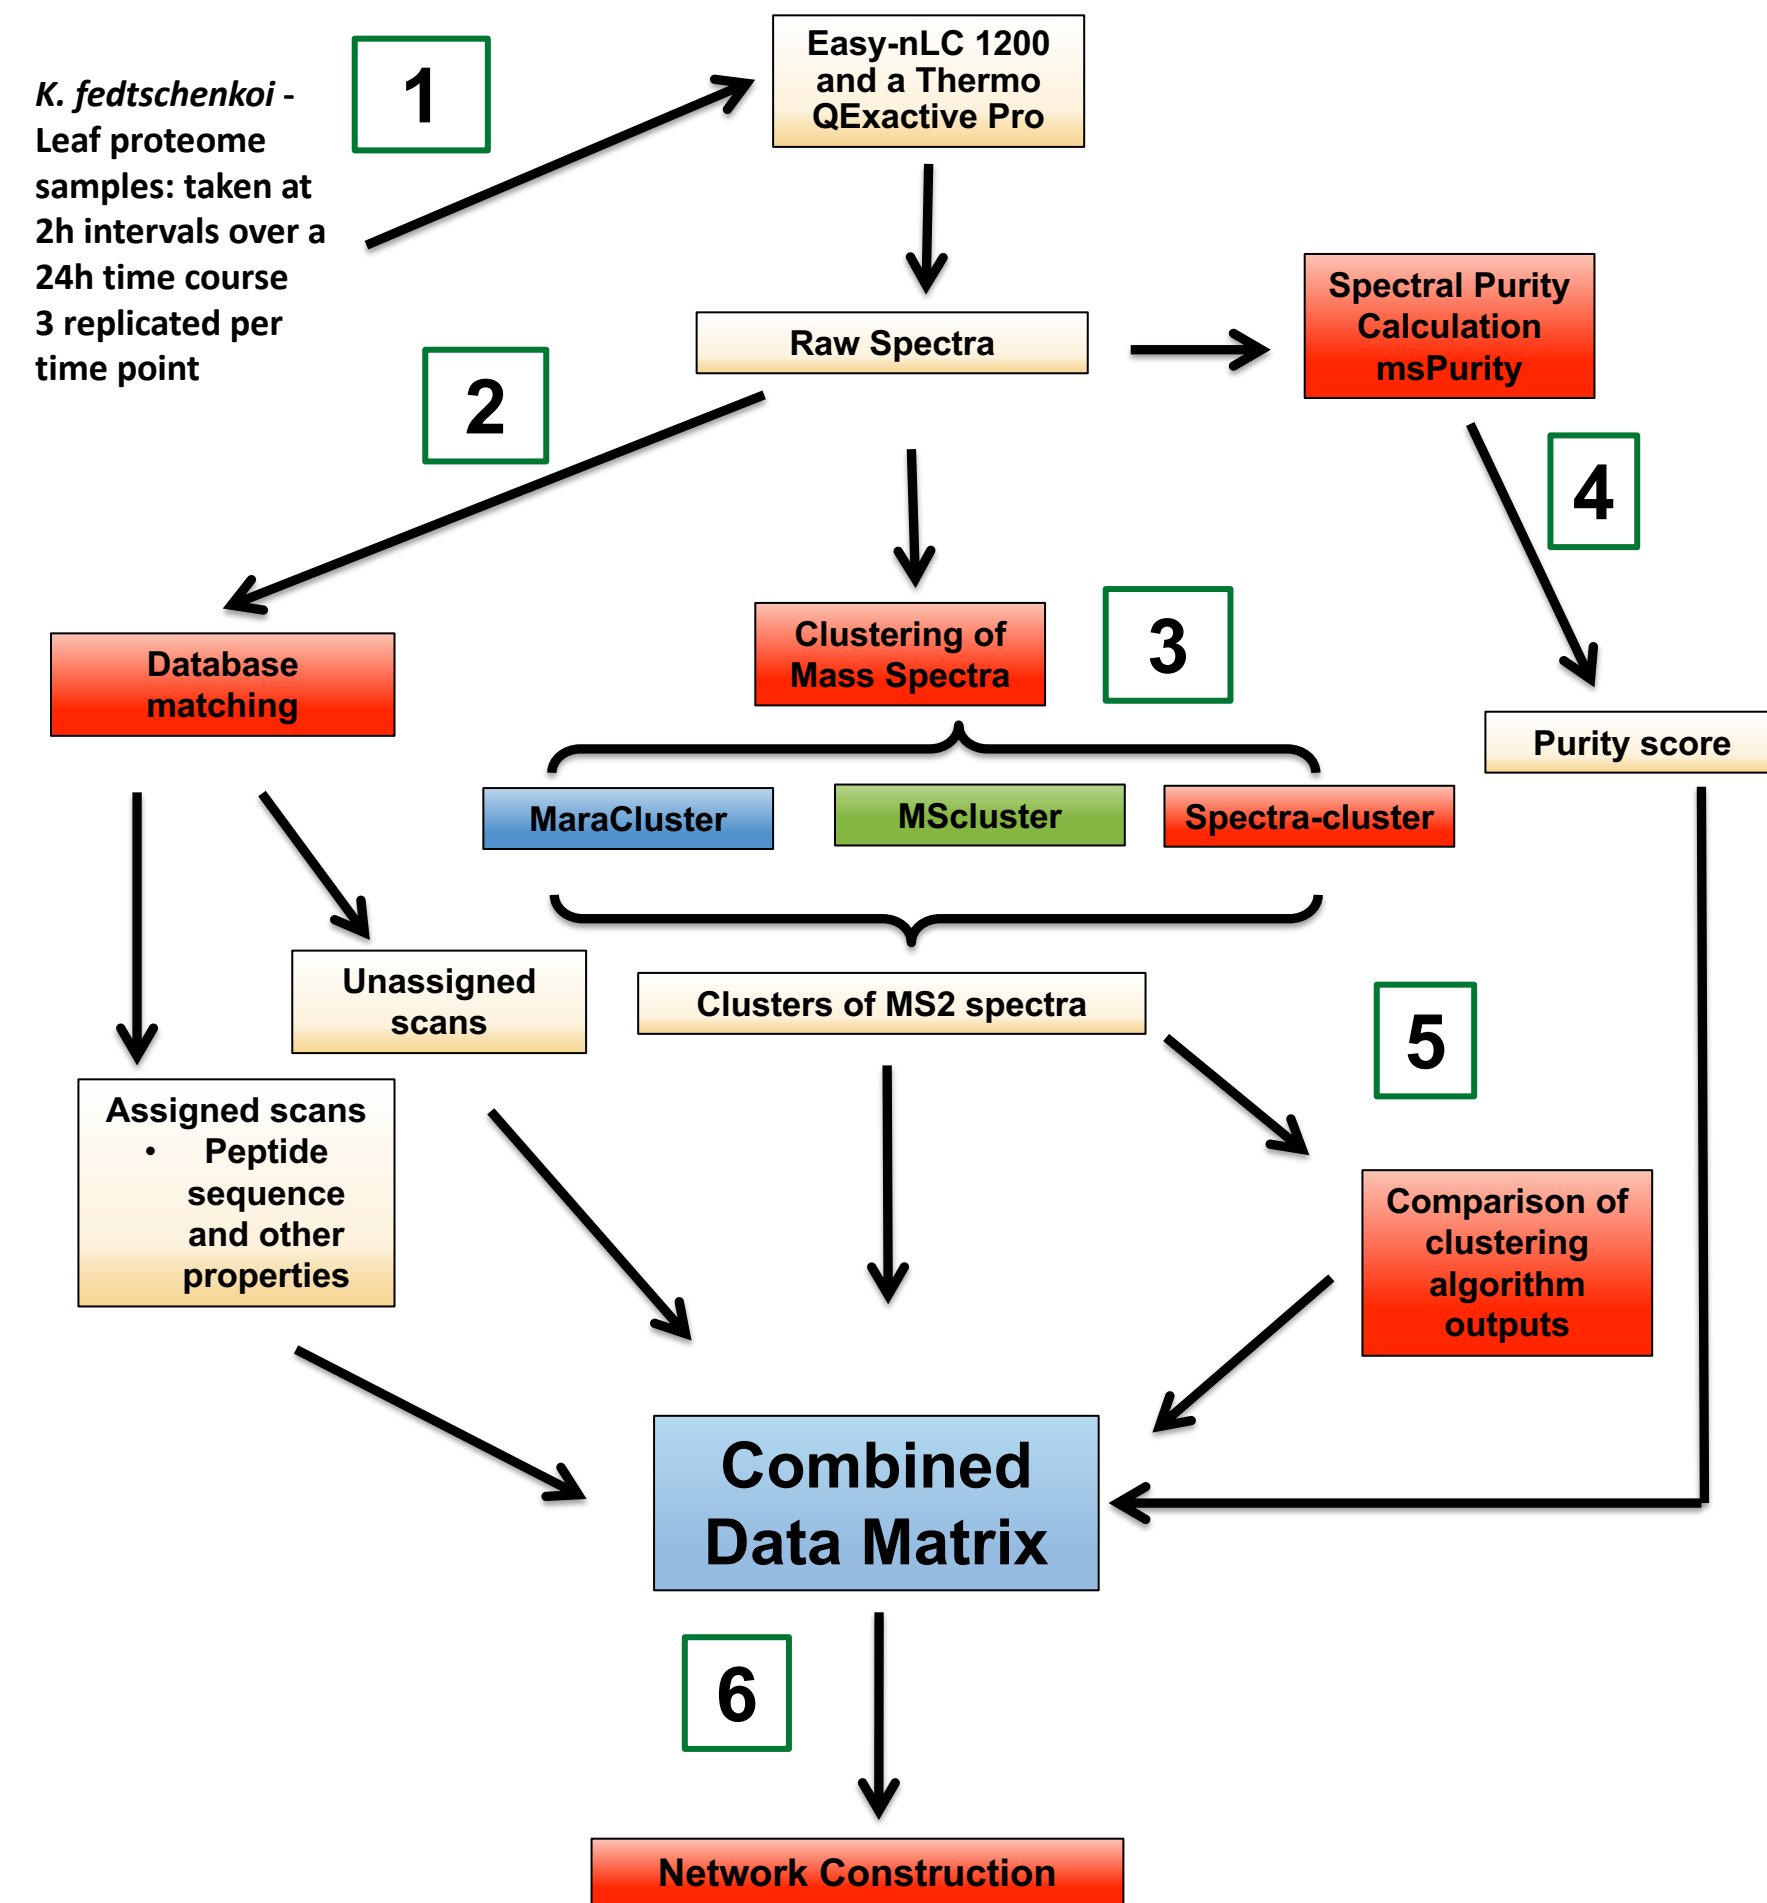 K. fedtschenkoi -
Leaf proteome
samples: taken at
2h intervals over a
24h time course
3 replicated per
time point
1
Easy-nLC 1200
and a Thermo
QExactive Pro
Raw Spectra
Spectral Purity
Calculation
msPurity
2
4
Database
matching
Clustering of
Mass Spectra
3
Purity score
MaraCluster
MScluster
Spectra-cluster
Unassigned
scans
Clusters of MS2 spectra
5
Assigned scans
• Peptide
sequence
and other
properties
Comparison of
clustering
algorithm
outputs
Combined
Data Matrix
6
Network Construction